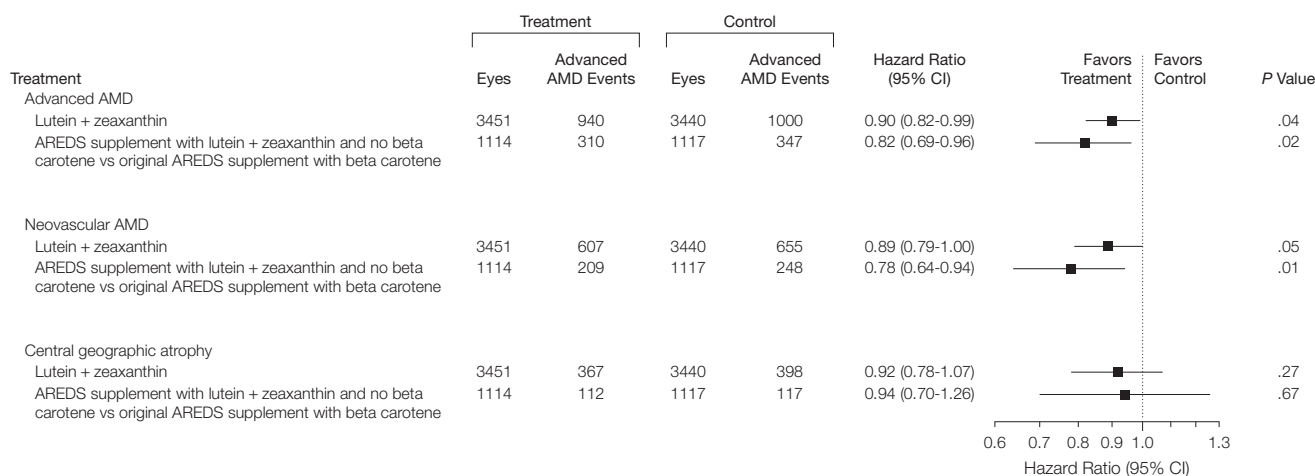 Treatment Control
Treatment Eyes Advanced AMD Events Eyes Advanced AMD Events Hazard Ratio (95% CI) Favors Treatment Favors Control P Value
Advanced AMD
Lutein + zeaxanthin 3451 940 3440 1000 0.90 (0.82-0.99) .04
AREDS supplement with lutein + zeaxanthin and no beta 1114 310 1117 347 0.82 (0.69-0.96) .02
carotene vs original AREDS supplement with beta carotene
Neovascular AMD
Lutein + zeaxanthin 3451 607 3440 655 0.89 (0.79-1.00) .05
AREDS supplement with lutein + zeaxanthin and no beta 1114 209 1117 248 0.78 (0.64-0.94) .01
carotene vs original AREDS supplement with beta carotene
Central geographic atrophy
Lutein + zeaxanthin 3451 367 3440 398 0.92 (0.78-1.07) .27
AREDS supplement with lutein + zeaxanthin and no beta 1114 112 1117 117 0.94 (0.70-1.26) .67
carotene vs original AREDS supplement with beta carotene
0.6 0.7 0.8 0.9 1.0 1.3
Hazard Ratio (95% CI)